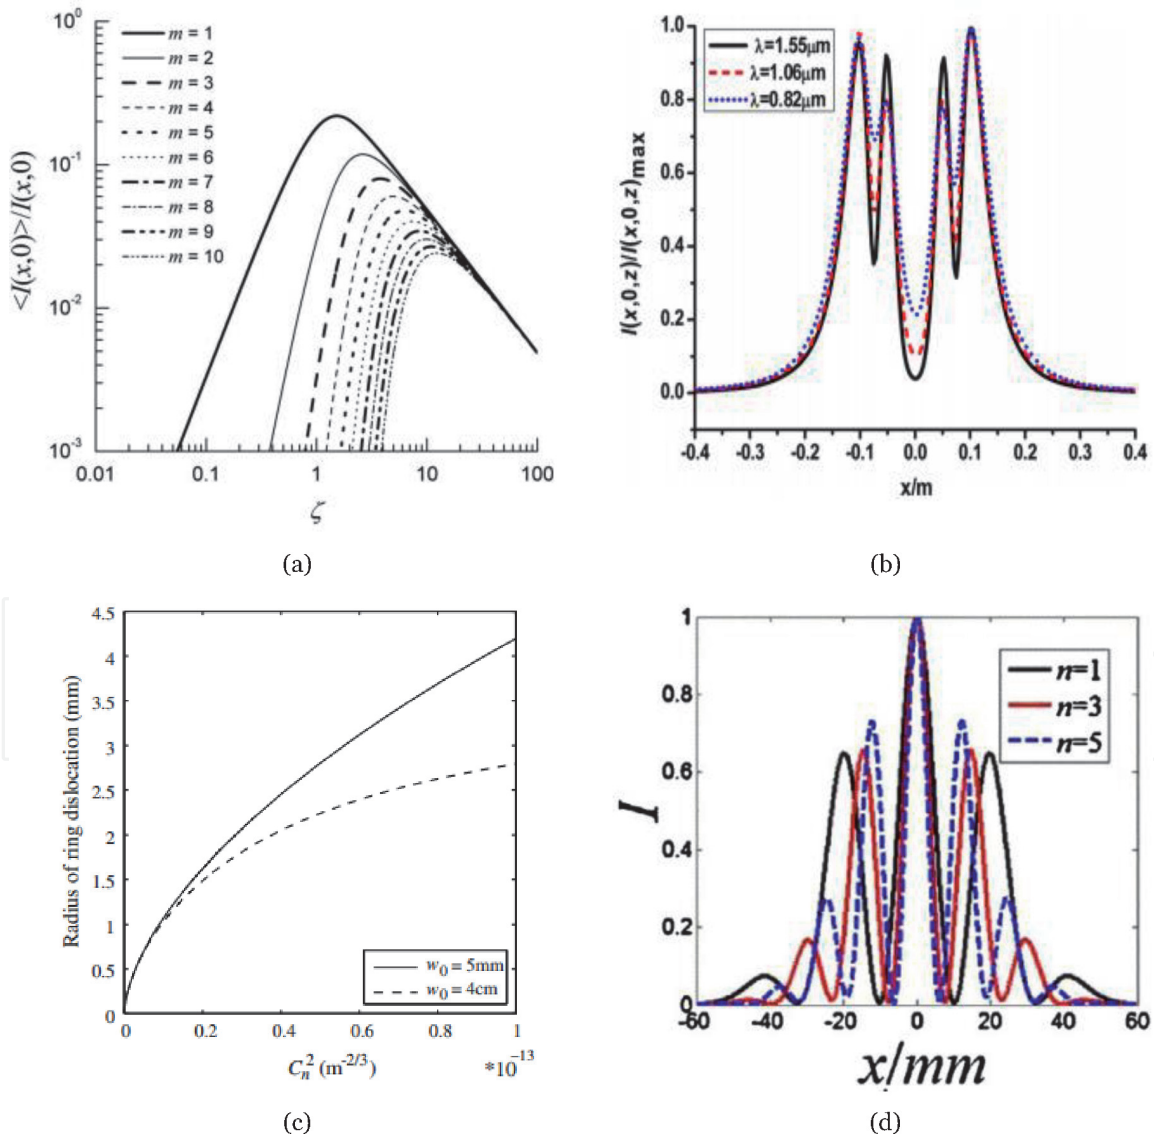 <I(x,0)>/I(x,0)
10⁰
10⁻¹
10⁻²
10⁻³
m = 1
m = 2
m = 3
m = 4
m = 5
m = 6
m = 7
m = 8
m = 9
m = 10
0.01 0.1 1 10 100
ζ
(a)
I(x,0,z)/I(x,0,z)max
1.0
0.8
0.6
0.4
0.2
0.0
λ=1.55μm
λ=1.06μm
λ=0.82μm
-0.4 -0.3 -0.2 -0.1 0.0 0.1 0.2 0.3 0.4
x/m
(b)
Radius of ring dislocation (mm)
4.5
4
3.5
3
2.5
2
1.5
1
0.5
0
w₀ = 5mm
w₀ = 4cm
0 0.2 0.4 0.6 0.8 1
Cₙ² (m⁻²/³) *10⁻¹³
(c)
I
1
0.8
0.6
0.4
0.2
0
n=1
n=3
n=5
-60 -40 -20 0 20 40 60
x/mm
(d)